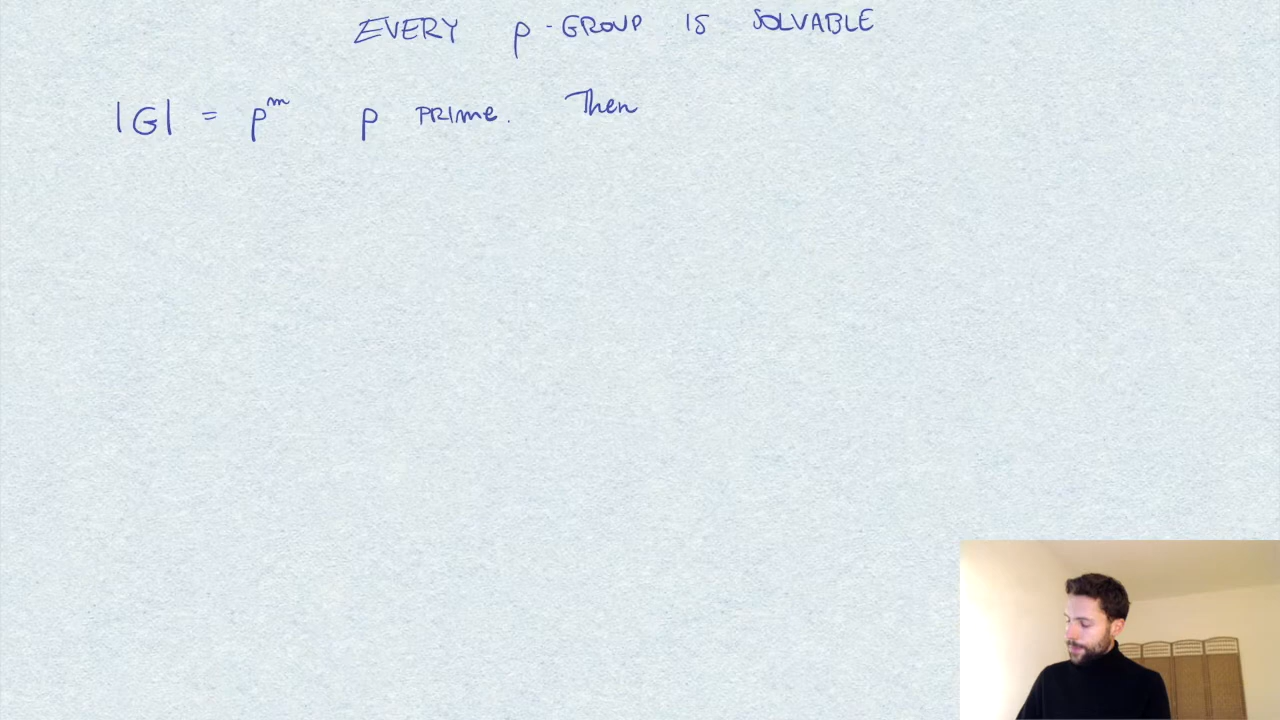 EVERY p-GROUP IS SOLVABLE
|G| = p^m p PRIME. Then